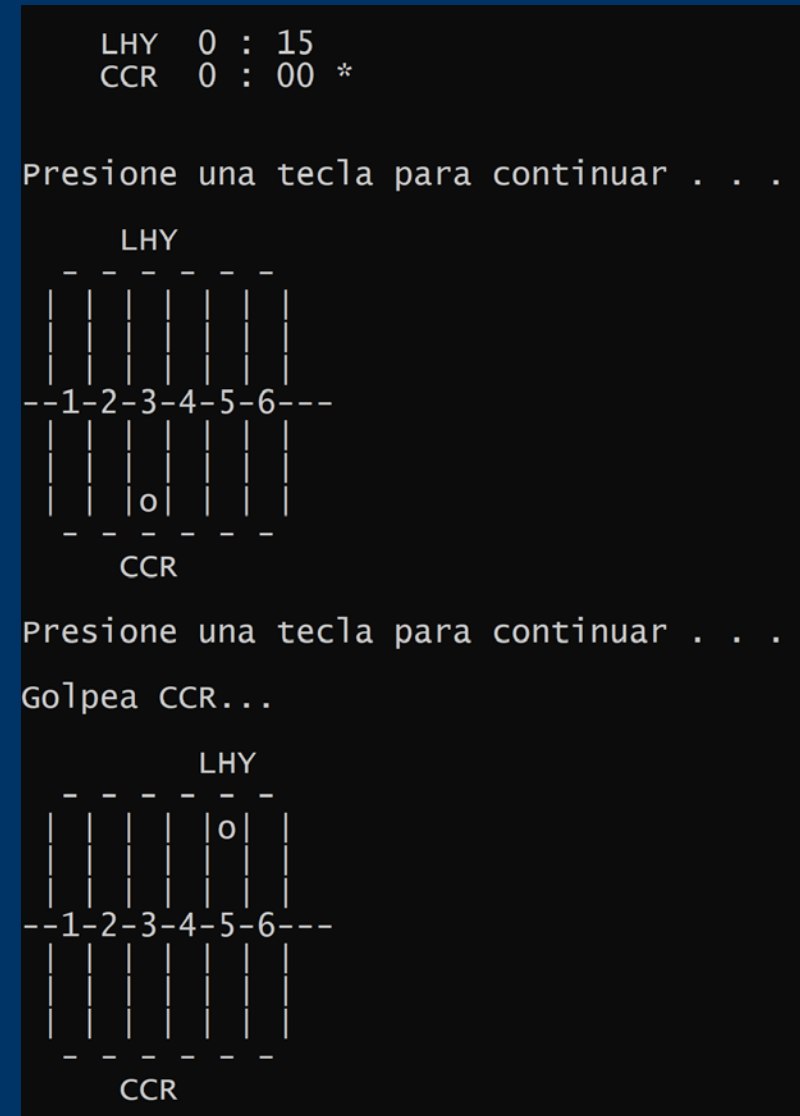 LHY  0 : 15
    CCR  0 : 00 *
Presione una tecla para continuar . . .
     LHY
  - - - - - -
 | | | | | | |
 | | | | | | |
 | | | | | | |
--1-2-3-4-5-6---
 | | | | | | |
 | | | | | | |
 | | |o| | | |
  - - - - - -
     CCR
Presione una tecla para continuar . . .
Golpea CCR...
         LHY
  - - - - - -
 | | | | |o| |
 | | | | | | |
 | | | | | | |
--1-2-3-4-5-6---
 | | | | | | |
 | | | | | | |
 | | | | | | |
  - - - - - -
     CCR